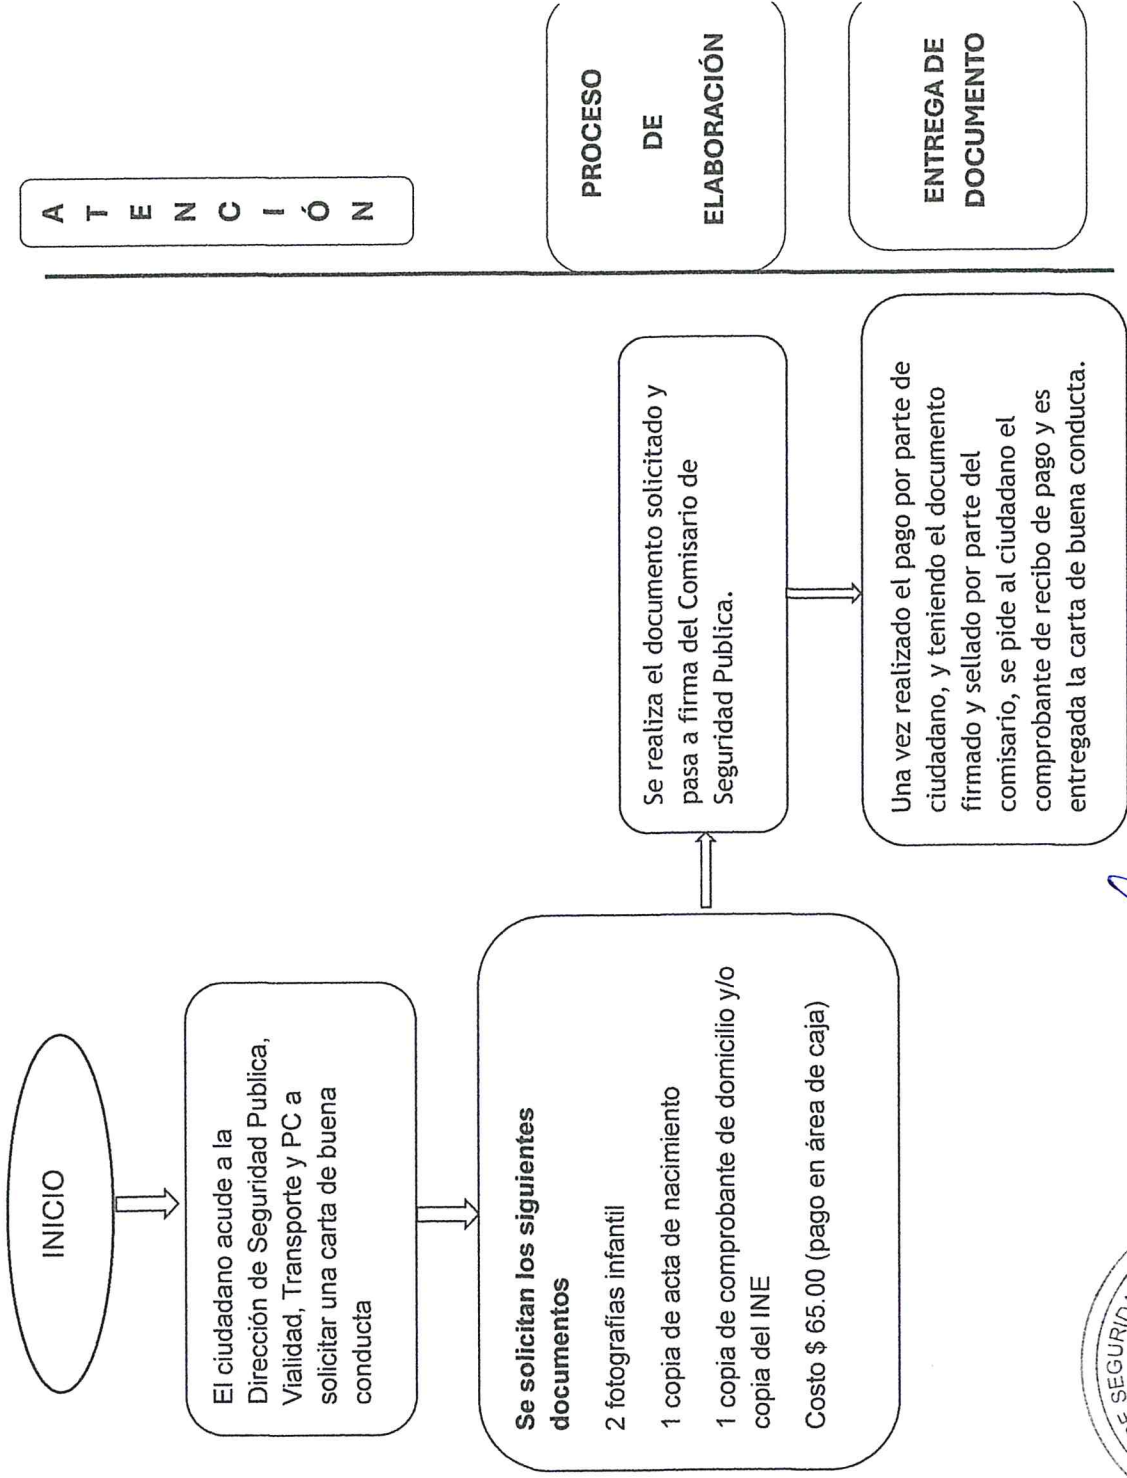 INICIO
El ciudadano acude a la
Dirección de Seguridad Publica,
Vialidad, Transporte y PC a
solicitar una carta de buena
conducta
Se solicitan los siguientes
documentos
2 fotografías infantil
1 copia de acta de nacimiento
1 copia de comprobante de domicilio y/o
copia del INE
Costo $ 65.00 (pago en área de caja)
Se realiza el documento solicitado y
pasa a firma del Comisario de
Seguridad Publica.
Una vez realizado el pago por parte de
ciudadano, y teniendo el documento
firmado y sellado por parte del
comisario, se pide al ciudadano el
comprobante de recibo de pago y es
entregada la carta de buena conducta.
A
T
E
N
C
I
Ó
N
PROCESO
DE
ELABORACIÓN
ENTREGA DE
DOCUMENTO